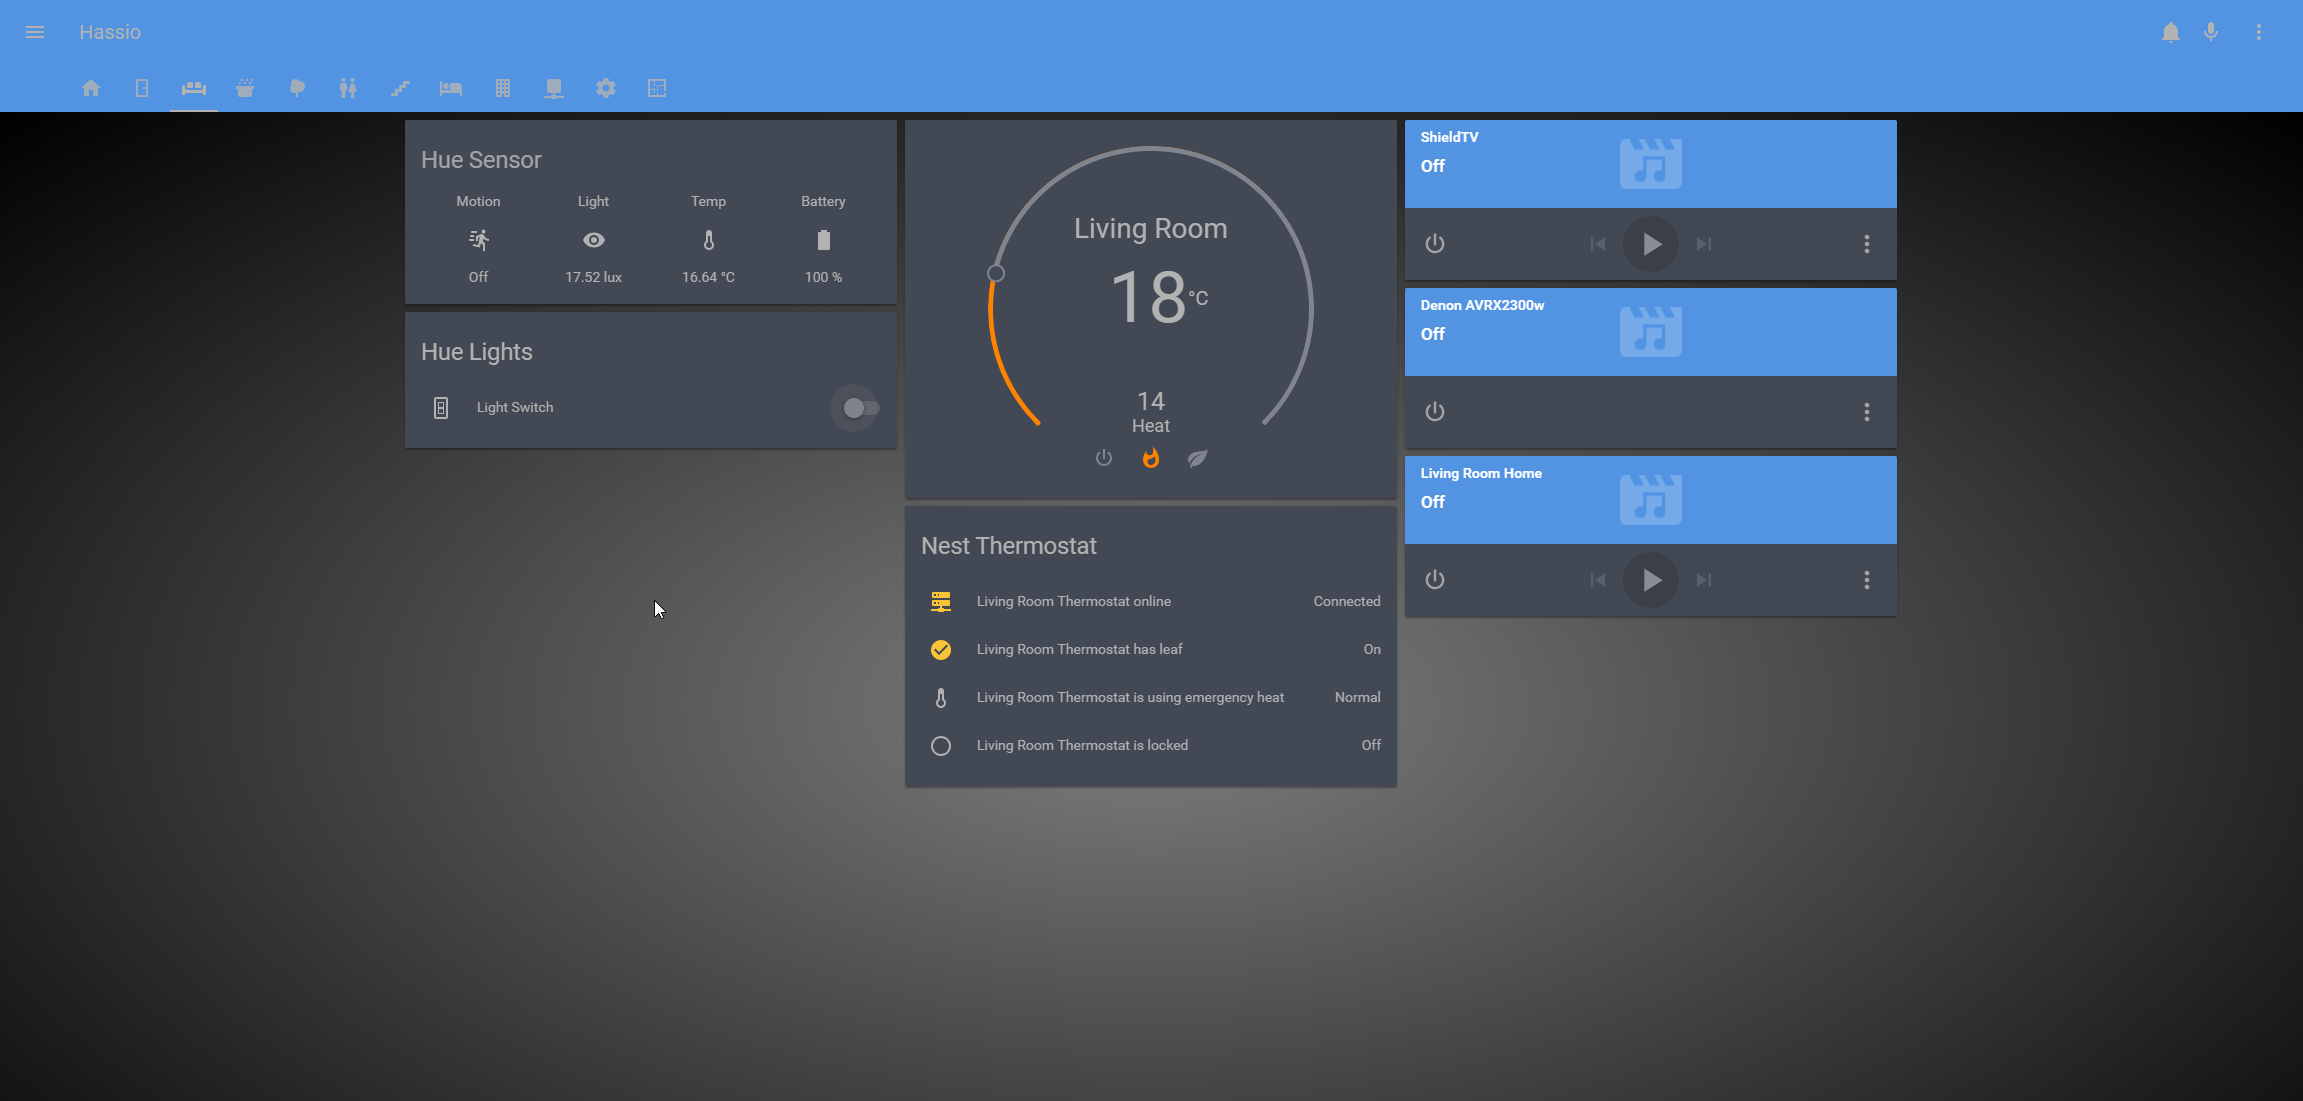 Hassio
Hue Sensor
Motion Light Temp Battery
Off 17.52 lux 16.64 °C 100 %
Hue Lights
Light Switch
Living Room
18 °C
14
Heat
Nest Thermostat
Living Room Thermostat online Connected
Living Room Thermostat has leaf On
Living Room Thermostat is using emergency heat Normal
Living Room Thermostat is locked Off
ShieldTV
Off
Denon AVRX2300w
Off
Living Room Home
Off